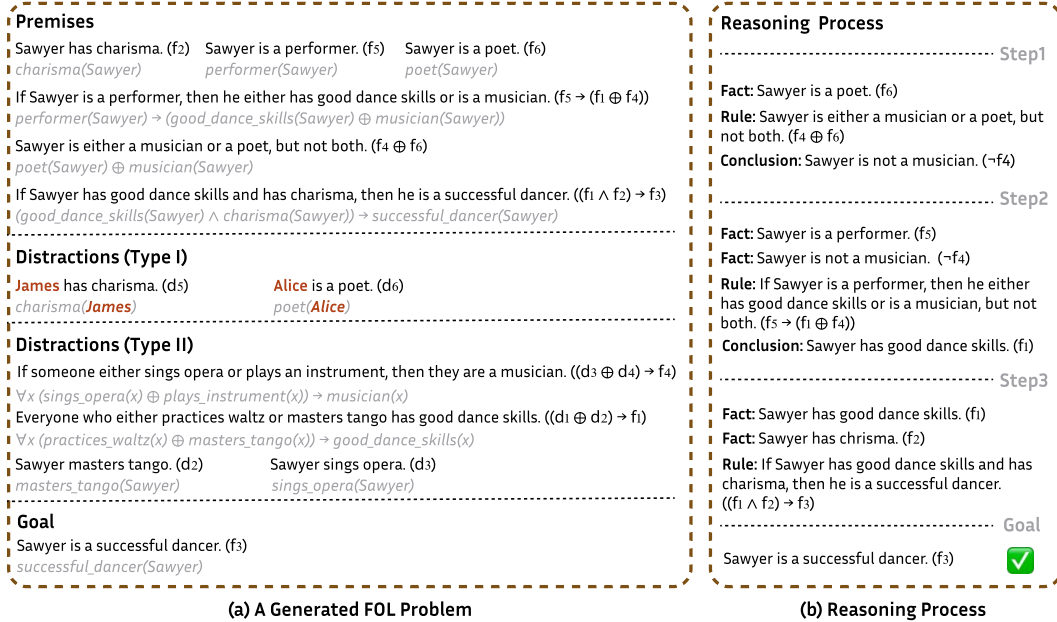 Premises
Sawyer has charisma. (f2) Sawyer is a performer. (f5) Sawyer is a poet. (f6)
charisma(Sawyer) performer(Sawyer) poet(Sawyer)
If Sawyer is a performer, then he either has good dance skills or is a musician. (f5 → (f1 ⊕ f4))
performer(Sawyer) → (good_dance_skills(Sawyer) ⊕ musician(Sawyer))
Sawyer is either a musician or a poet, but not both. (f4 ⊕ f6)
poet(Sawyer) ⊕ musician(Sawyer)
If Sawyer has good dance skills and has charisma, then he is a successful dancer. ((f1 ∧ f2) → f3)
(good_dance_skills(Sawyer) ∧ charisma(Sawyer)) → successful_dancer(Sawyer)
Distractions (Type I)
James has charisma. (d5) Alice is a poet. (d6)
charisma(James) poet(Alice)
Distractions (Type II)
If someone either sings opera or plays an instrument, then they are a musician. ((d3 ⊕ d4) → f4)
∀x (sings_opera(x) ⊕ plays_instrument(x)) → musician(x)
Everyone who either practices waltz or masters tango has good dance skills. ((d1 ⊕ d2) → f1)
∀x (practices_waltz(x) ⊕ masters_tango(x)) → good_dance_skills(x)
Sawyer masters tango. (d2) Sawyer sings opera. (d3)
masters_tango(Sawyer) sings_opera(Sawyer)
Goal
Sawyer is a successful dancer. (f3)
successful_dancer(Sawyer)
(a) A Generated FOL Problem
Reasoning Process
Step1
Fact: Sawyer is a poet. (f6)
Rule: Sawyer is either a musician or a poet, but
not both. (f4 ⊕ f6)
Conclusion: Sawyer is not a musician. (¬f4)
Step2
Fact: Sawyer is a performer. (f5)
Fact: Sawyer is not a musician. (¬f4)
Rule: If Sawyer is a performer, then he either
has good dance skills or is a musician, but not
both. (f5 → (f1 ⊕ f4))
Conclusion: Sawyer has good dance skills. (f1)
Step3
Fact: Sawyer has good dance skills. (f1)
Fact: Sawyer has chrisma. (f2)
Rule: If Sawyer has good dance skills and has
charisma, then he is a successful dancer.
((f1 ∧ f2) → f3)
Goal
Sawyer is a successful dancer. (f3)
(b) Reasoning Process